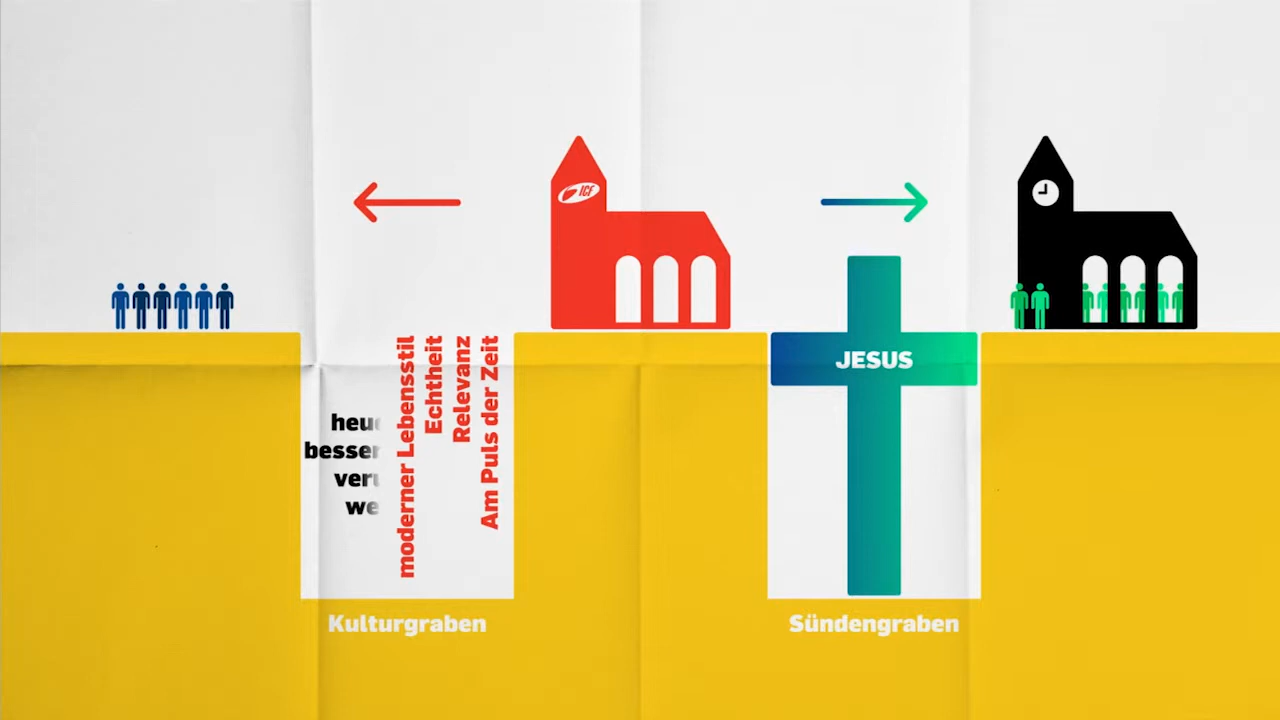 ICF
JESUS
moderner Lebensstil
Echtheit
Relevanz
Am Puls der Zeit
Kulturgraben
Sündengraben